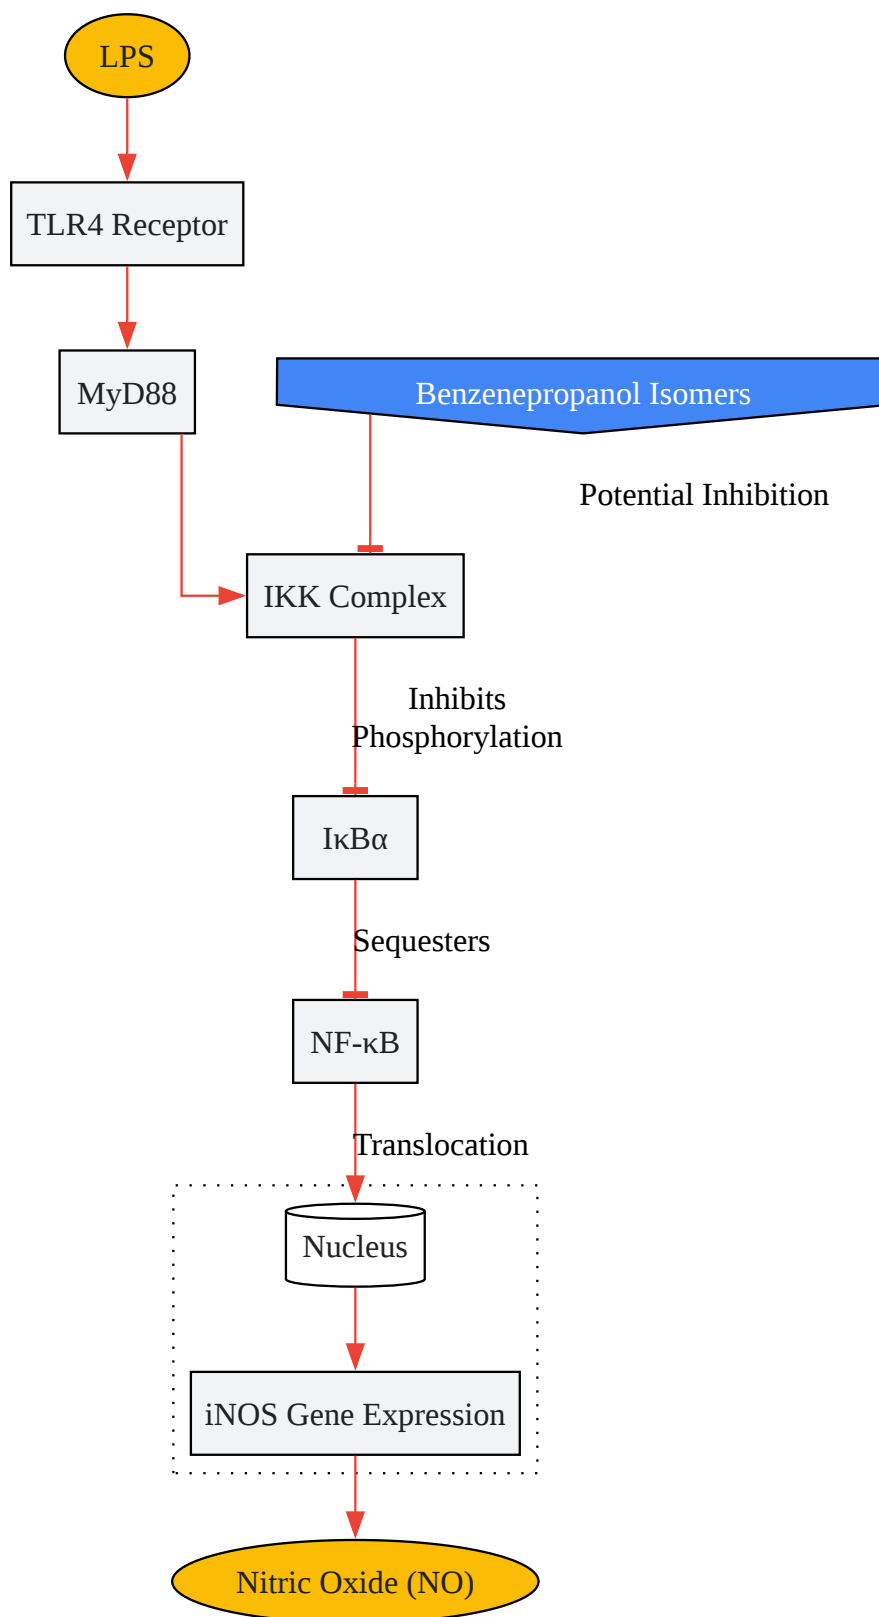 LPS
TLR4 Receptor
MyD88
Benzenepropanol Isomers
Potential Inhibition
IKK Complex
Inhibits
Phosphorylation
IκBα
Sequesters
NF-κB
Translocation
Nucleus
iNOS Gene Expression
Nitric Oxide (NO)